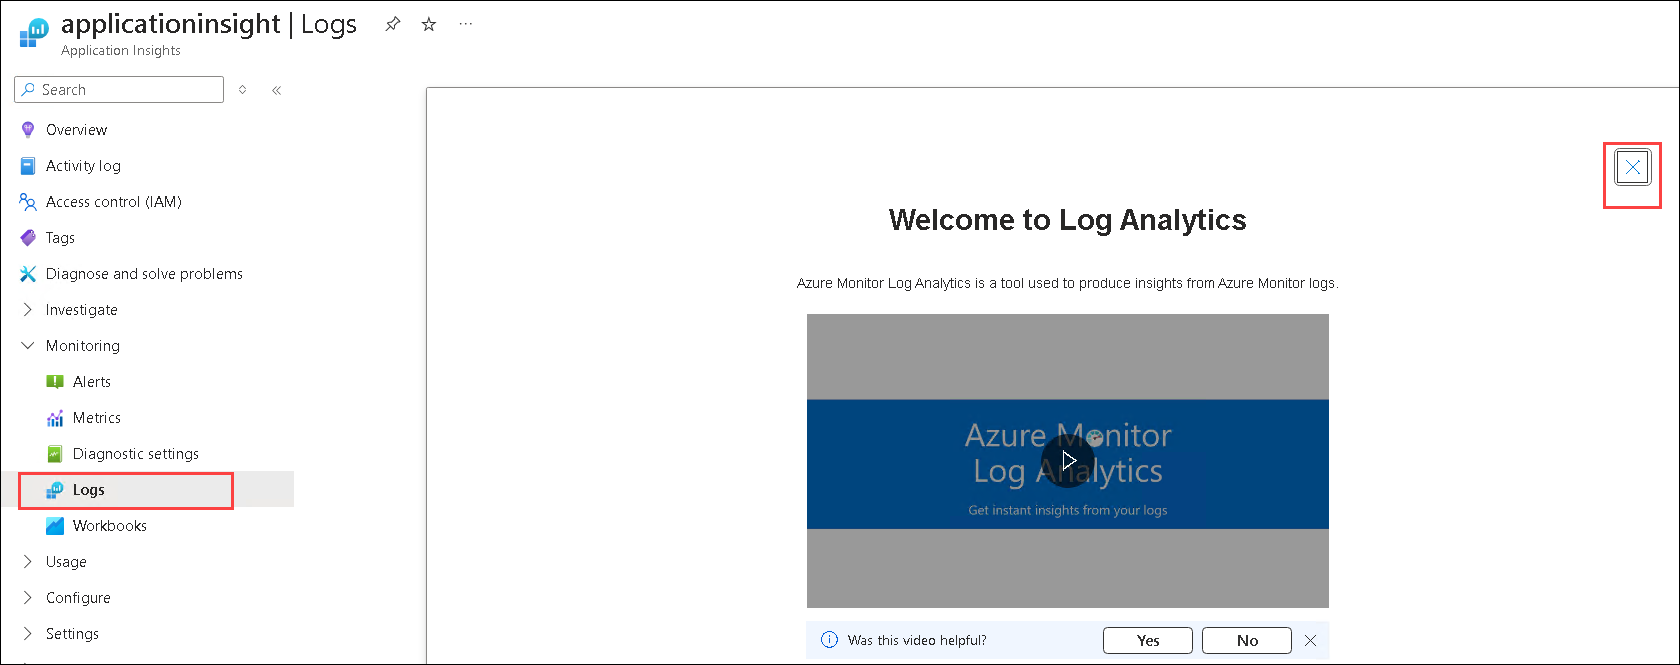 applicationinsight | Logs
Application Insights
Search
Overview
Activity log
Access control (IAM)
Tags
Diagnose and solve problems
Investigate
Monitoring
Alerts
Metrics
Diagnostic settings
Logs
Workbooks
Usage
Configure
Settings
Welcome to Log Analytics
Azure Monitor Log Analytics is a tool used to produce insights from Azure Monitor logs.
Azure Monitor
Log Analytics
Get instant insights from your logs
Was this video helpful? Yes No